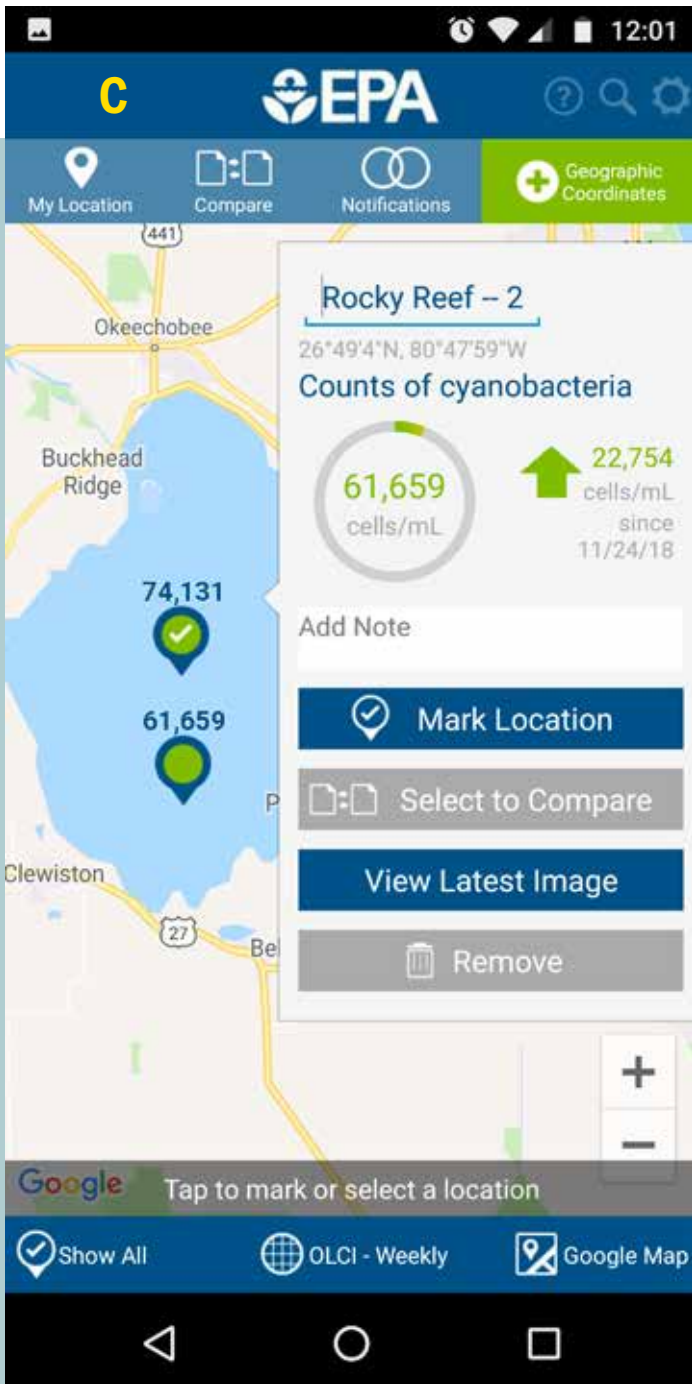 12:01
C
EPA
My Location
Compare
Notifications
Geographic
Coordinates
441
Okeechobee
Buckhead
Ridge
74,131
61,659
P
Clewiston
27
Be
Rocky Reef -- 2
26°49'4"N, 80°47'59"W
Counts of cyanobacteria
61,659
cells/mL
22,754
cells/mL
since
11/24/18
Add Note
Mark Location
Select to Compare
View Latest Image
Remove
+
−
Google
Tap to mark or select a location
Show All
OLCI - Weekly
Google Map